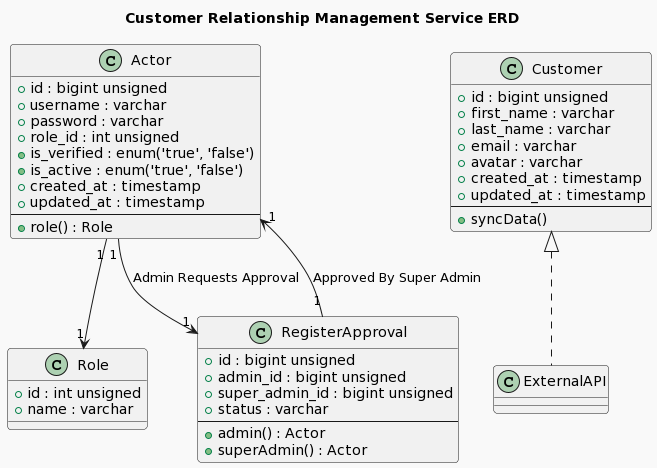 Customer Relationship Management Service ERD
C Actor
id : bigint unsigned
username : varchar
password : varchar
role_id : int unsigned
is_verified : enum('true', 'false')
is_active : enum('true', 'false')
created_at : timestamp
updated_at : timestamp
role() : Role
C Customer
id : bigint unsigned
first_name : varchar
last_name : varchar
email : varchar
avatar : varchar
created_at : timestamp
updated_at : timestamp
syncData()
1
1
1
Admin Requests Approval
Approved By Super Admin
1
1
1
C Role
id : int unsigned
name : varchar
C RegisterApproval
id : bigint unsigned
admin_id : bigint unsigned
super_admin_id : bigint unsigned
status : varchar
admin() : Actor
superAdmin() : Actor
C ExternalAPI